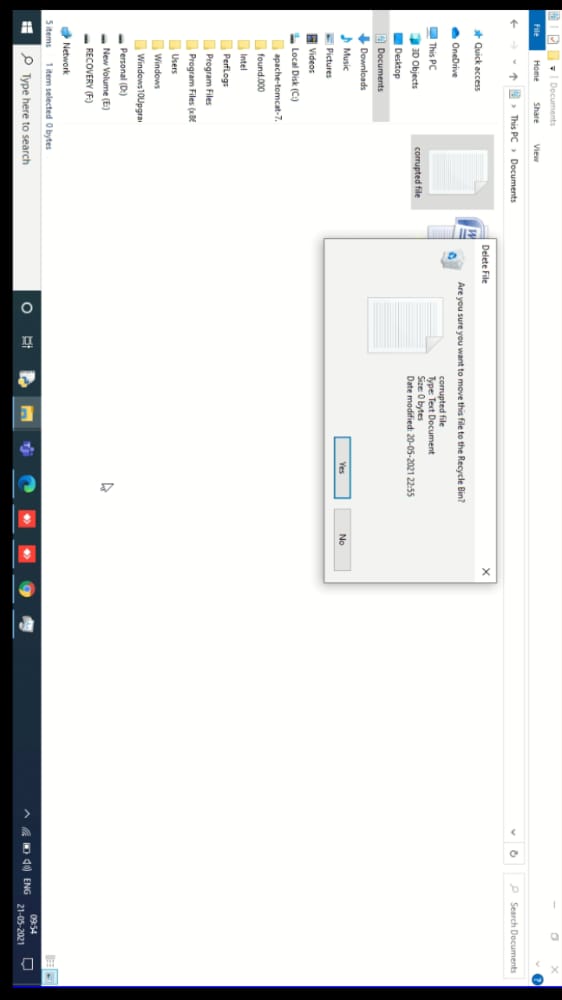 Documents
File
Home
Share
View
This PC
Documents
Search Documents
Quick access
OneDrive
This PC
3D Objects
Desktop
Documents
Downloads
Music
Pictures
Videos
Local Disk (C:)
apache-tomcat-7.
found.000
Intel
PerfLogs
Program Files
Program Files (x86
Users
Windows
Windows10Upgra
Personal (D:)
New Volume (E:)
RECOVERY (F:)
Network
corrupted file
Delete File
Are you sure you want to move this file to the Recycle Bin?
corrupted file
Type: Text Document
Size: 0 bytes
Date modified: 20-05-2021 22:55
Yes
No
5 items 1 item selected 0 bytes
Type here to search
ENG
09:54
21-05-2021